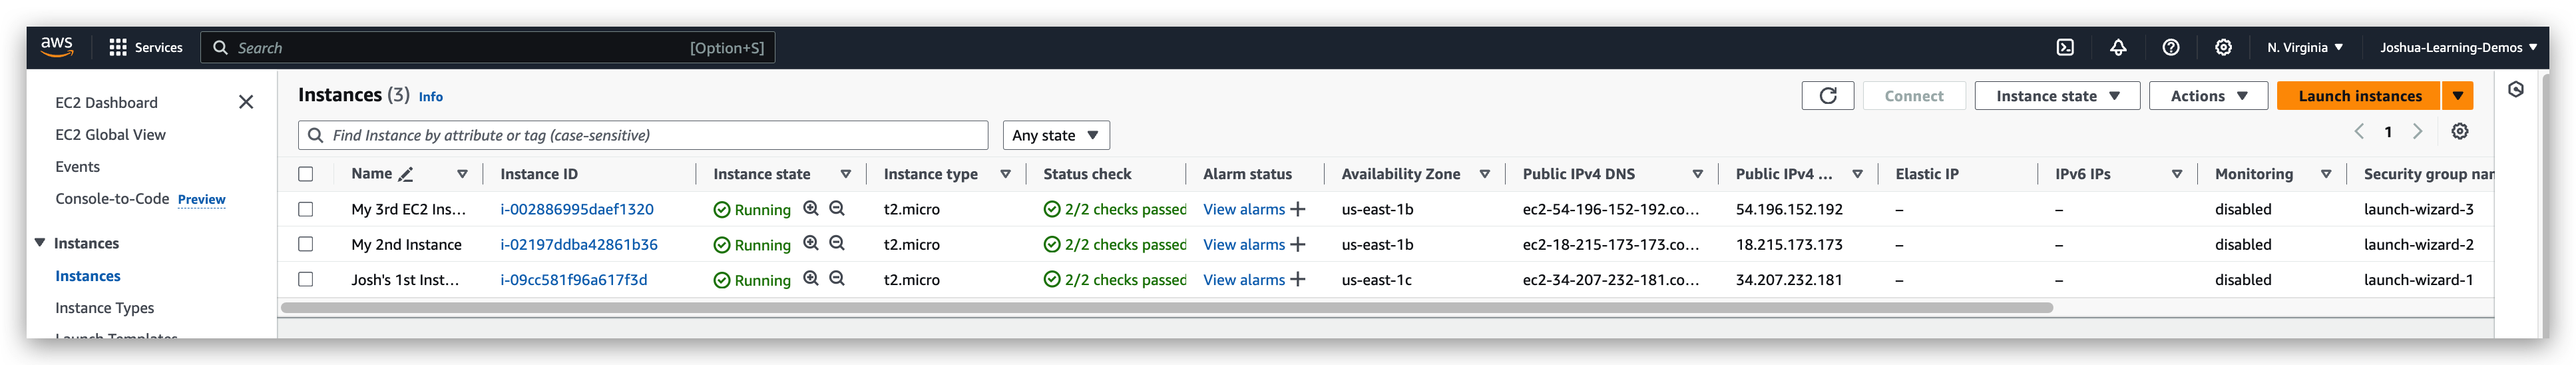 aws Services Search [Option+S] N. Virginia Joshua-Learning-Demos
EC2 Dashboard
EC2 Global View
Events
Console-to-Code Preview
Instances
Instances
Instance Types
Launch Templates
Instances (3) Info Connect Instance state Actions Launch instances
Find Instance by attribute or tag (case-sensitive) Any state 1
Name Instance ID Instance state Instance type Status check Alarm status Availability Zone Public IPv4 DNS Public IPv4 ... Elastic IP IPv6 IPs Monitoring Security group nar
My 3rd EC2 Ins... i-002886995daef1320 Running t2.micro 2/2 checks passed View alarms + us-east-1b ec2-54-196-152-192.co... 54.196.152.192 – – disabled launch-wizard-3
My 2nd Instance i-02197ddba42861b36 Running t2.micro 2/2 checks passed View alarms + us-east-1b ec2-18-215-173-173.co... 18.215.173.173 – – disabled launch-wizard-2
Josh's 1st Inst... i-09cc581f96a617f3d Running t2.micro 2/2 checks passed View alarms + us-east-1c ec2-34-207-232-181.co... 34.207.232.181 – – disabled launch-wizard-1